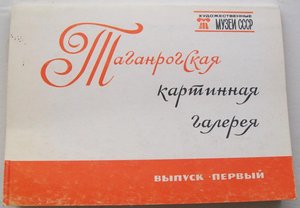 ХУДОЖЕСТВЕННЫЕ
МУЗЕИ СССР
Таганрогская
картинная
галерея
ВЫПУСК · ПЕРВЫЙ